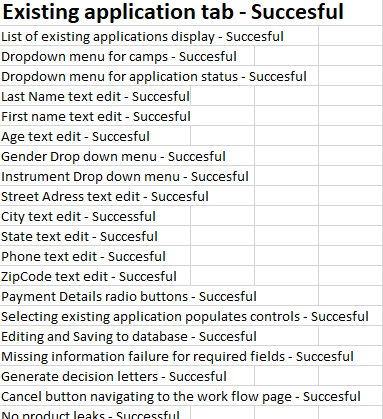 Existing application tab - Succesful
List of existing applications display - Succesful
Dropdown menu for camps - Succesful
Dropdown menu for application status - Succesful
Last Name text edit - Succesful
First name text edit - Succesful
Age text edit - Succesful
Gender Drop down menu - Succesful
Instrument Drop down menu - Succesful
Street Adress text edit - Succesful
City text edit - Successful
State text edit - Succesful
Phone text edit - Succesful
ZipCode text edit - Succesful
Payment Details radio buttons - Succesful
Selecting existing application populates controls - Succesful
Editing and Saving to database - Succesful
Missing information failure for required fields - Succesful
Generate decision letters - Succesful
Cancel button navigating to the work flow page - Succesful
No product leaks - Successful